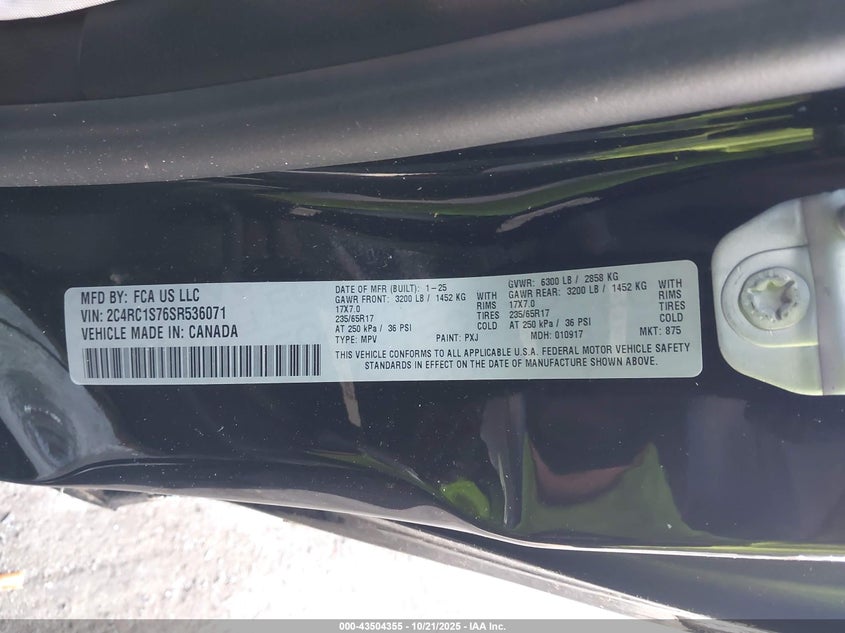 MFD BY: FCA US LLC
VIN: 2C4RC1S76SR536071
VEHICLE MADE IN: CANADA
DATE OF MFR (BUILT): 1-25 GVWR: 6300 LB / 2858 KG
GAWR FRONT: 3200 LB / 1452 KG WITH GAWR REAR: 3200 LB / 1452 KG WITH
17X7.0 RIMS 17X7.0 RIMS
235/65R17 TIRES 235/65R17 TIRES
AT 250 kPa / 36 PSI COLD AT 250 kPa / 36 PSI COLD
TYPE: MPV PAINT: PXJ MDH: 010917 MKT: 875
THIS VEHICLE CONFORMS TO ALL APPLICABLE U.S.A. FEDERAL MOTOR VEHICLE SAFETY
STANDARDS IN EFFECT ON THE DATE OF MANUFACTURE SHOWN ABOVE.
000-43504355 - 10/21/2025 - IAA Inc.